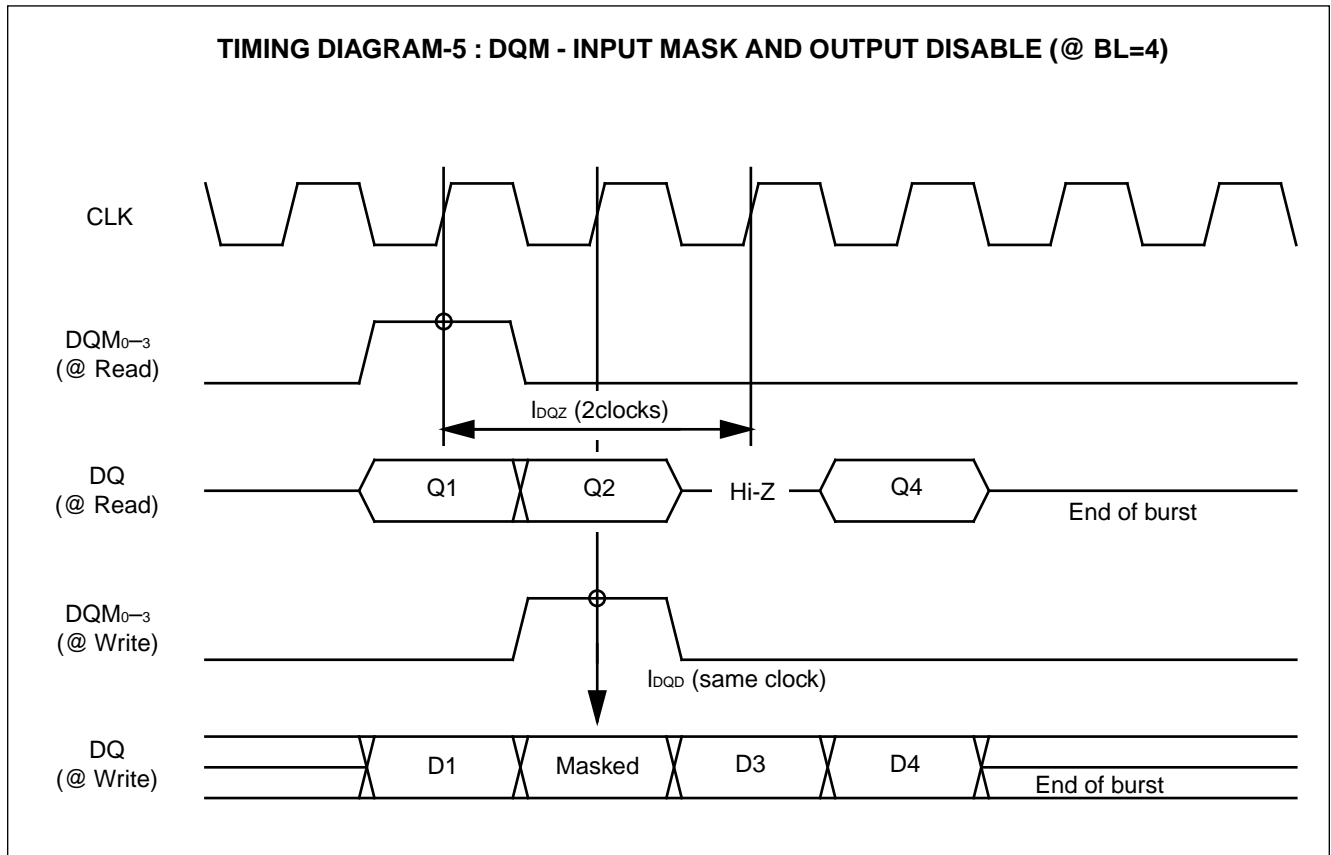 TIMING DIAGRAM-5 : DQM - INPUT MASK AND OUTPUT DISABLE (@ BL=4)
CLK
DQM0–3
(@ Read)
IDQZ (2clocks)
DQ
(@ Read)
Q1
Q2
Hi-Z
Q4
End of burst
DQM0–3
(@ Write)
IDQD (same clock)
DQ
(@ Write)
D1
Masked
D3
D4
End of burst